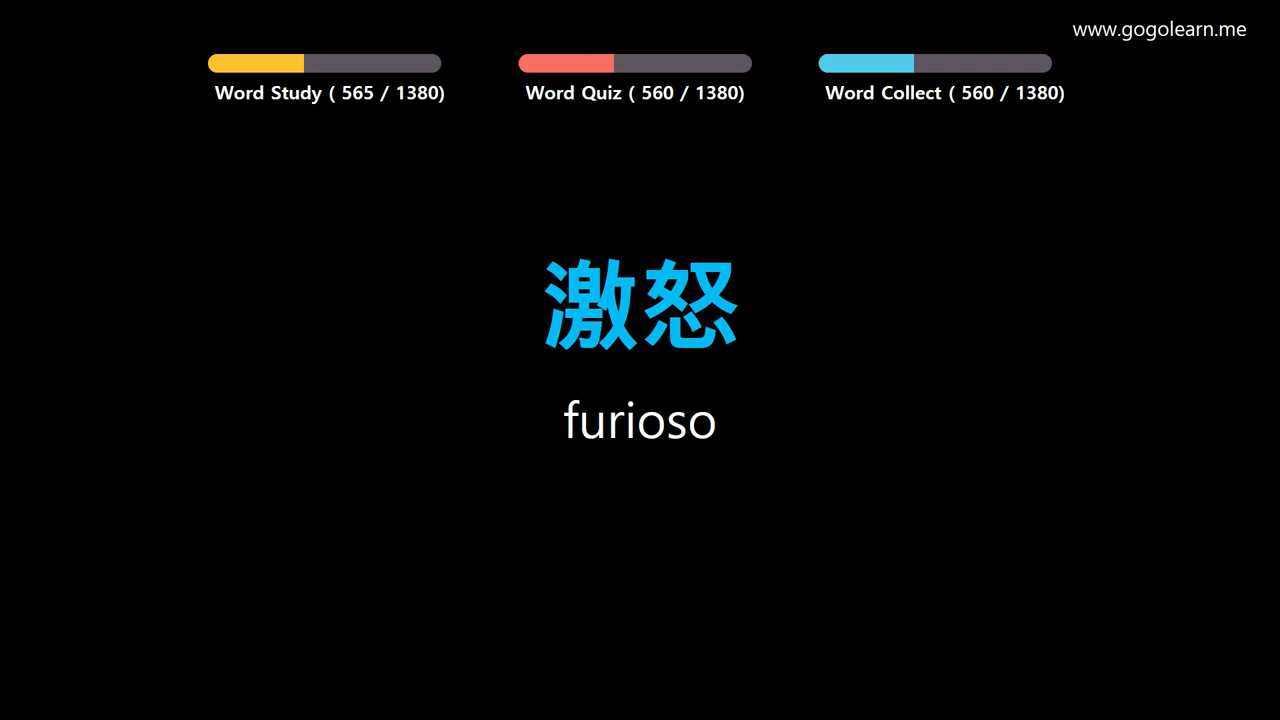 www.gogolearn.me
Word Study ( 565 / 1380)
Word Quiz ( 560 / 1380)
Word Collect ( 560 / 1380)
激怒
furioso